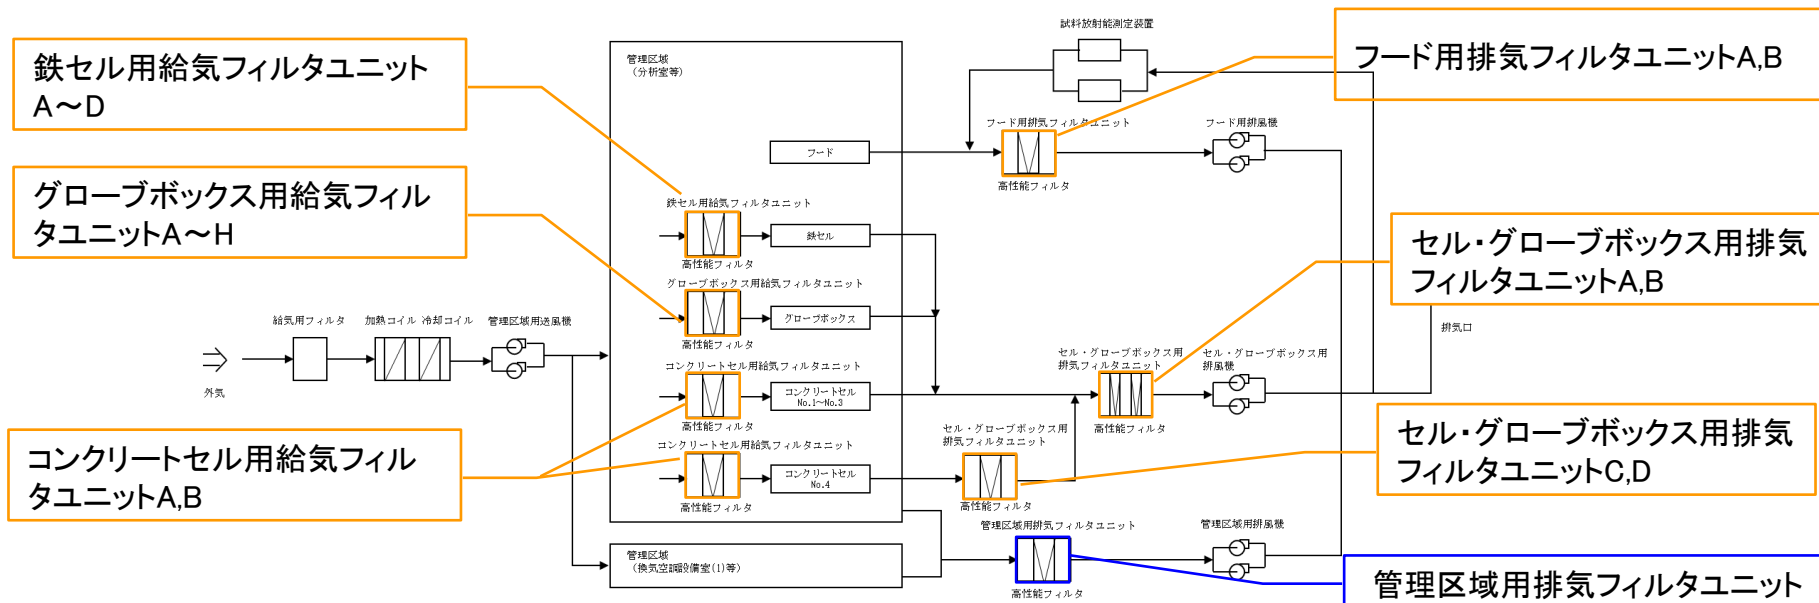 鉄セル用給気フィルタユニット
A～D
グローブボックス用給気フィル
タユニットA～H
コンクリートセル用給気フィル
タユニットA,B
フード用排気フィルタユニットA,B
セル・グローブボックス用排気
フィルタユニットA,B
セル・グローブボックス用排気
フィルタユニットC,D
管理区域用排気フィルタユニット
外気
給気用フィルタ
加熱コイル 冷却コイル
管理区域用送風機
管理区域
（分析室等）
フード
鉄セル用給気フィルタユニット
鉄セル
高性能フィルタ
グローブボックス用給気フィルタユニット
グローブボックス
高性能フィルタ
コンクリートセル用給気フィルタユニット
コンクリートセル
No.1～No.3
高性能フィルタ
コンクリートセル用給気フィルタユニット
コンクリートセル
No.4
高性能フィルタ
管理区域
（換気空調設備室(1)等）
試料放射能測定装置
フード用排気フィルタユニット
高性能フィルタ
フード用排風機
セル・グローブボックス用
排気フィルタユニット
高性能フィルタ
セル・グローブボックス用
排風機
セル・グローブボックス用
排気フィルタユニット
高性能フィルタ
管理区域用排気フィルタユニット
高性能フィルタ
管理区域用排風機
排気口